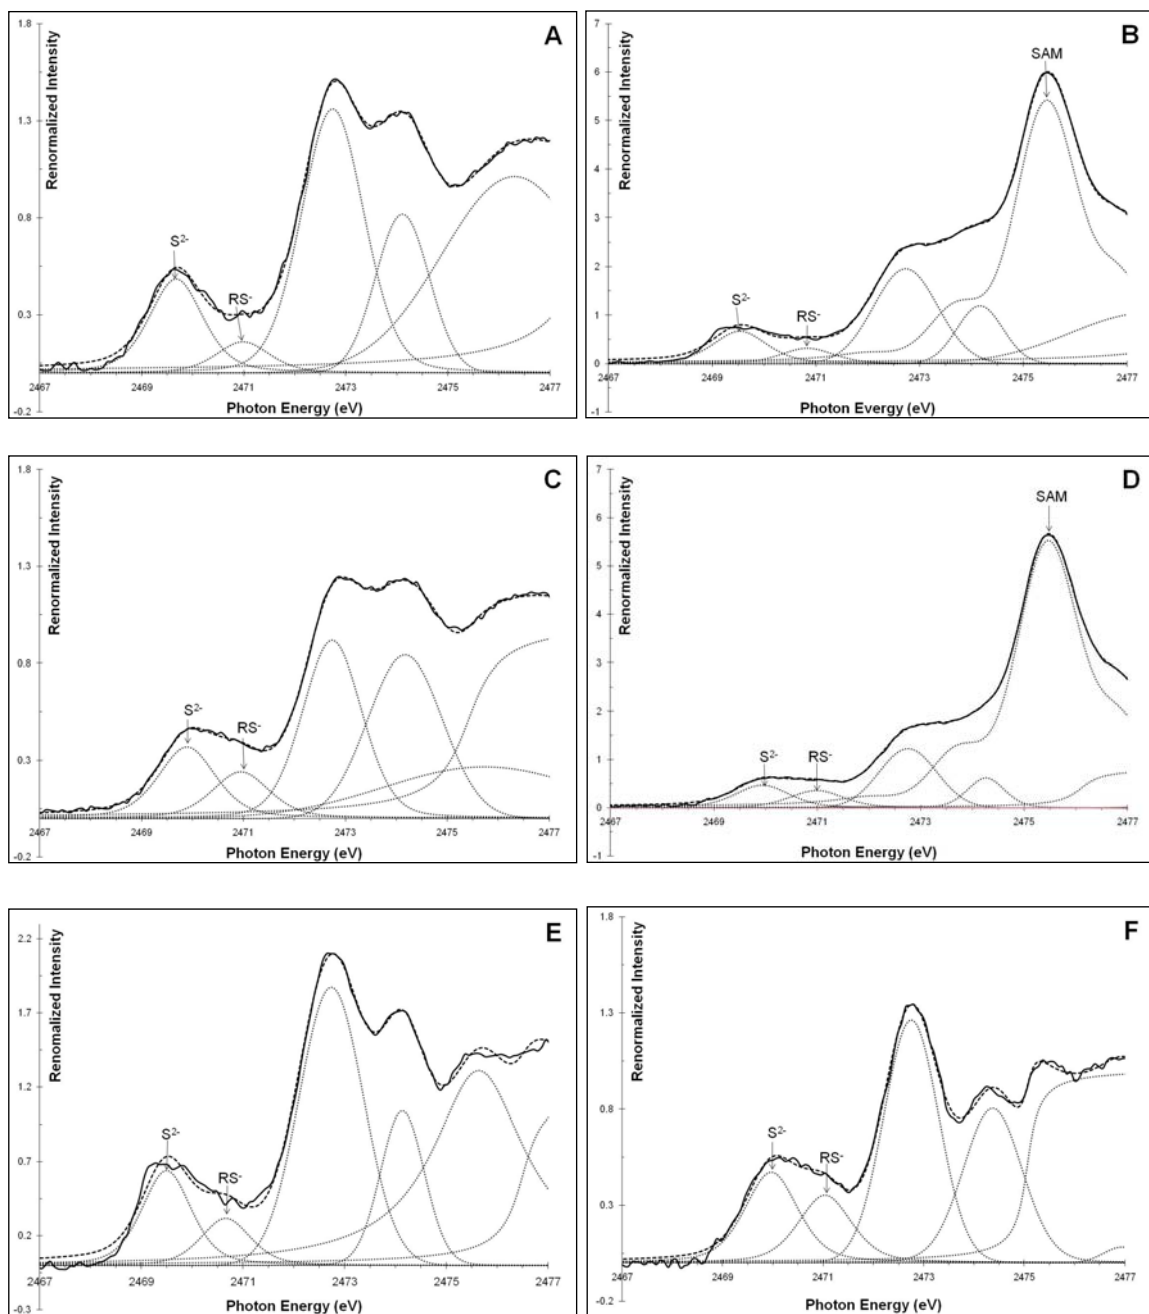 A
Renormalized Intensity
1.8
1.3
0.8
0.3
-0.2
S²⁻
RS⁻
2467 2469 2471 2473 2475 2477
Photon Energy (eV)
B
Renormalized Intensity
7
6
5
4
3
2
1
0
-1
SAM
S²⁻
RS⁻
2467 2469 2471 2473 2475 2477
Photon Evergy (eV)
C
Renormalized Intensity
1.8
1.3
0.8
0.3
-0.2
S²⁻
RS⁻
2467 2469 2471 2473 2475 2477
Photon Energy (eV)
D
Renormalized Intensity
7
6
5
4
3
2
1
0
-1
SAM
S²⁻
RS⁻
2467 2469 2471 2473 2475 2477
Photon Energy (eV)
E
Renomalized Intensity
2.2
1.7
1.2
0.7
0.2
-0.3
S²⁻
RS⁻
2467 2469 2471 2473 2475 2477
Photon Energy (eV)
F
Renormalized Intensity
1.8
1.3
0.8
0.3
-0.2
S²⁻
RS⁻
2467 2469 2471 2473 2475 2477
Photon Energy (eV)